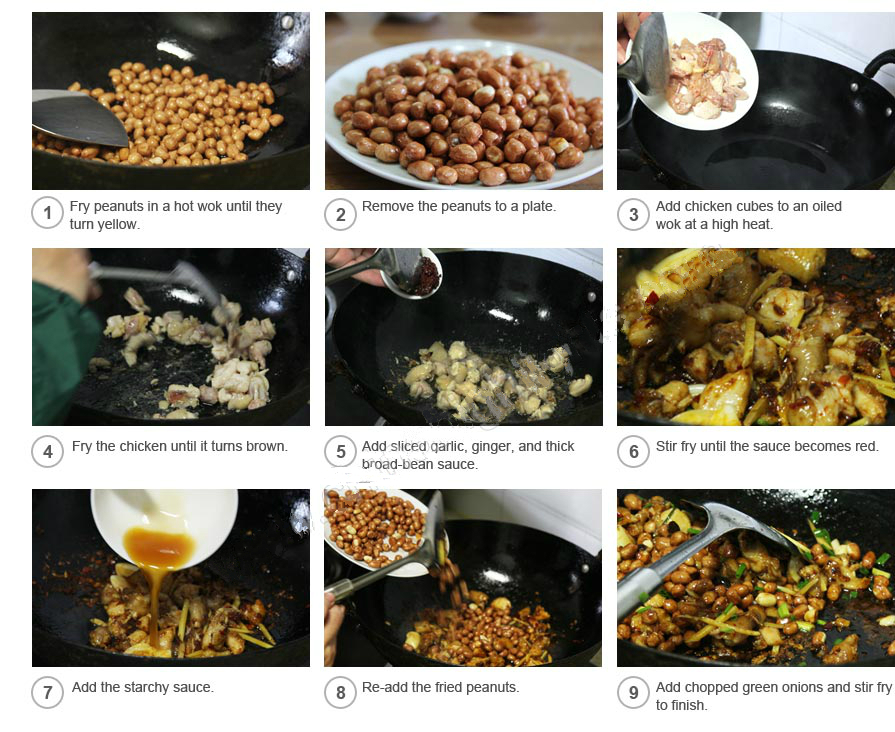 1
Fry peanuts in a hot wok until they
turn yellow.
2
Remove the peanuts to a plate.
3
Add chicken cubes to an oiled
wok at a high heat.
4
Fry the chicken until it turns brown.
5
Add sliced garlic, ginger, and thick
broad-bean sauce.
6
Stir fry until the sauce becomes red.
7
Add the starchy sauce.
8
Re-add the fried peanuts.
9
Add chopped green onions and stir fry
to finish.